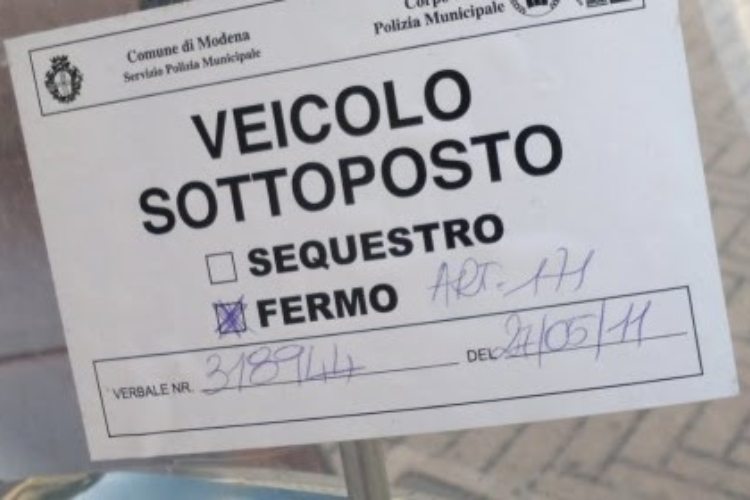 Comune di Modena
Servizio Polizia Municipale
Corpo
Polizia Municipale
VEICOLO
SOTTOPOSTO
SEQUESTRO
FERMO ART. 171
VERBALE NR. 318944 DEL 27/05/11